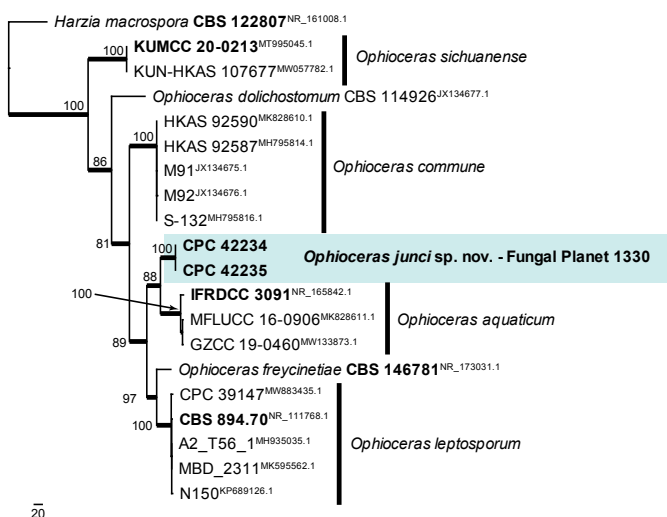 Harzia macrospora CBS 122807NR_161008.1
100
KUMCC 20-0213MT995045.1
KUN-HKAS 107677MW057782.1
Ophioceras sichuanense
100
Ophioceras dolichostomum CBS 114926JX134677.1
86
HKAS 92590MK828610.1
100
HKAS 92587MH795814.1
M91JX134675.1
Ophioceras commune
M92JX134676.1
S-132MH795816.1
81
100
CPC 42234
CPC 42235
Ophioceras junci sp. nov. - Fungal Planet 1330
88
100
IFRDCC 3091NR_165842.1
MFLUCC 16-0906MK828611.1
Ophioceras aquaticum
GZCC 19-0460MW133873.1
89
Ophioceras freycinetiae CBS 146781NR_173031.1
97
CPC 39147MW883435.1
100
CBS 894.70NR_111768.1
A2_T56_1MH935035.1
Ophioceras leptosporum
MBD_2311MK595562.1
N150KP689126.1
20